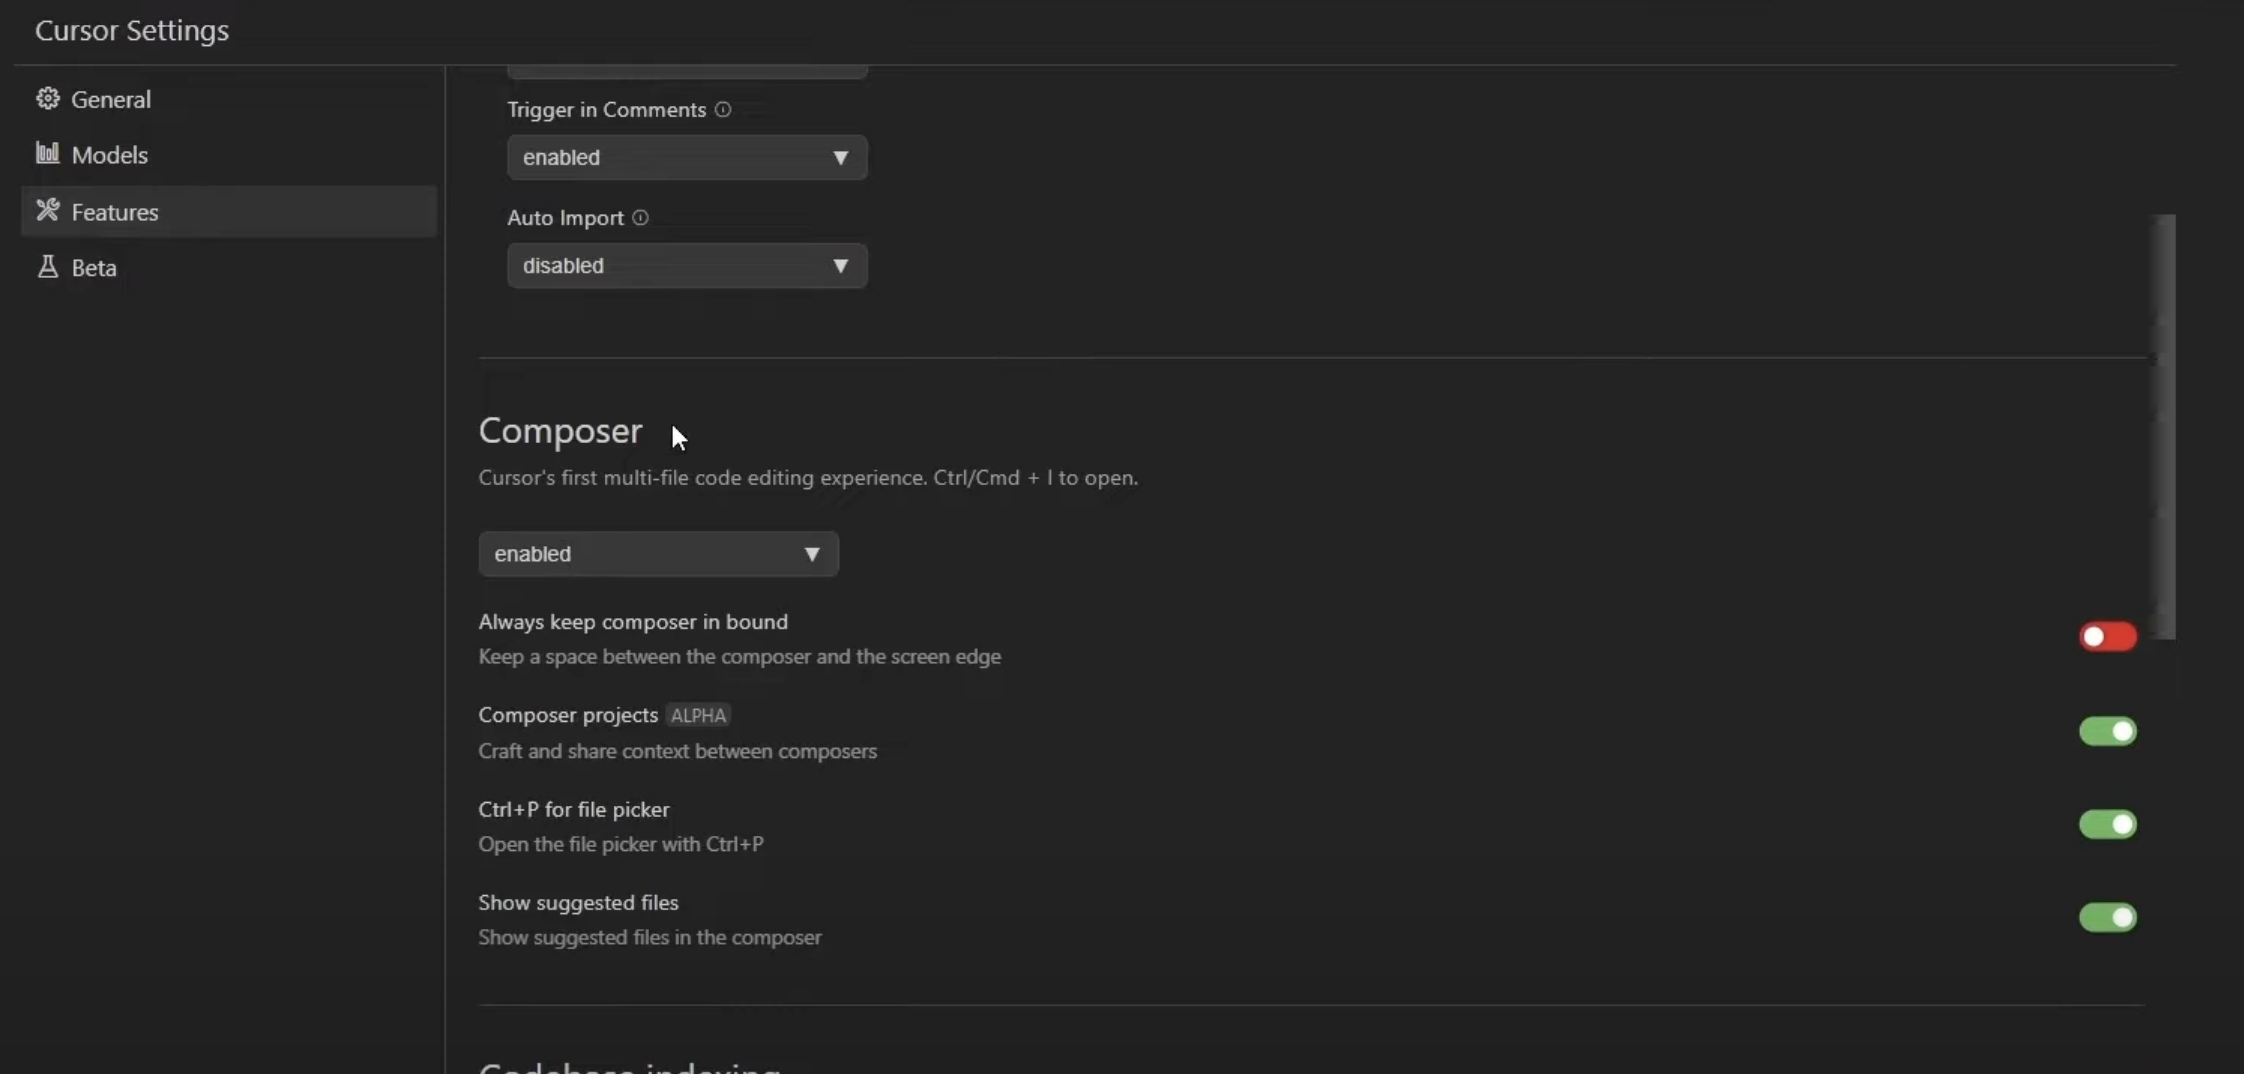 Cursor Settings
General
Models
Features
Beta
Trigger in Comments
enabled
Auto Import
disabled
Composer
Cursor's first multi-file code editing experience. Ctrl/Cmd + I to open.
enabled
Always keep composer in bound
Keep a space between the composer and the screen edge
Composer projects ALPHA
Craft and share context between composers
Ctrl+P for file picker
Open the file picker with Ctrl+P
Show suggested files
Show suggested files in the composer
Codebase indexing